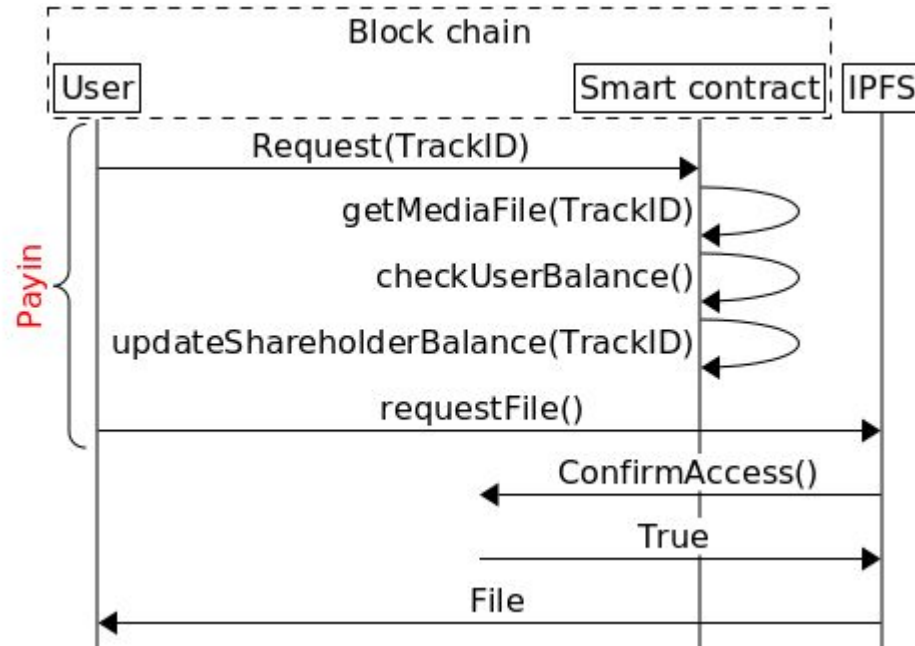 Block chain
User
Smart contract
IPFS
Request(TrackID)
getMediaFile(TrackID)
checkUserBalance()
Payin
updateShareholderBalance(TrackID)
requestFile()
ConfirmAccess()
True
File